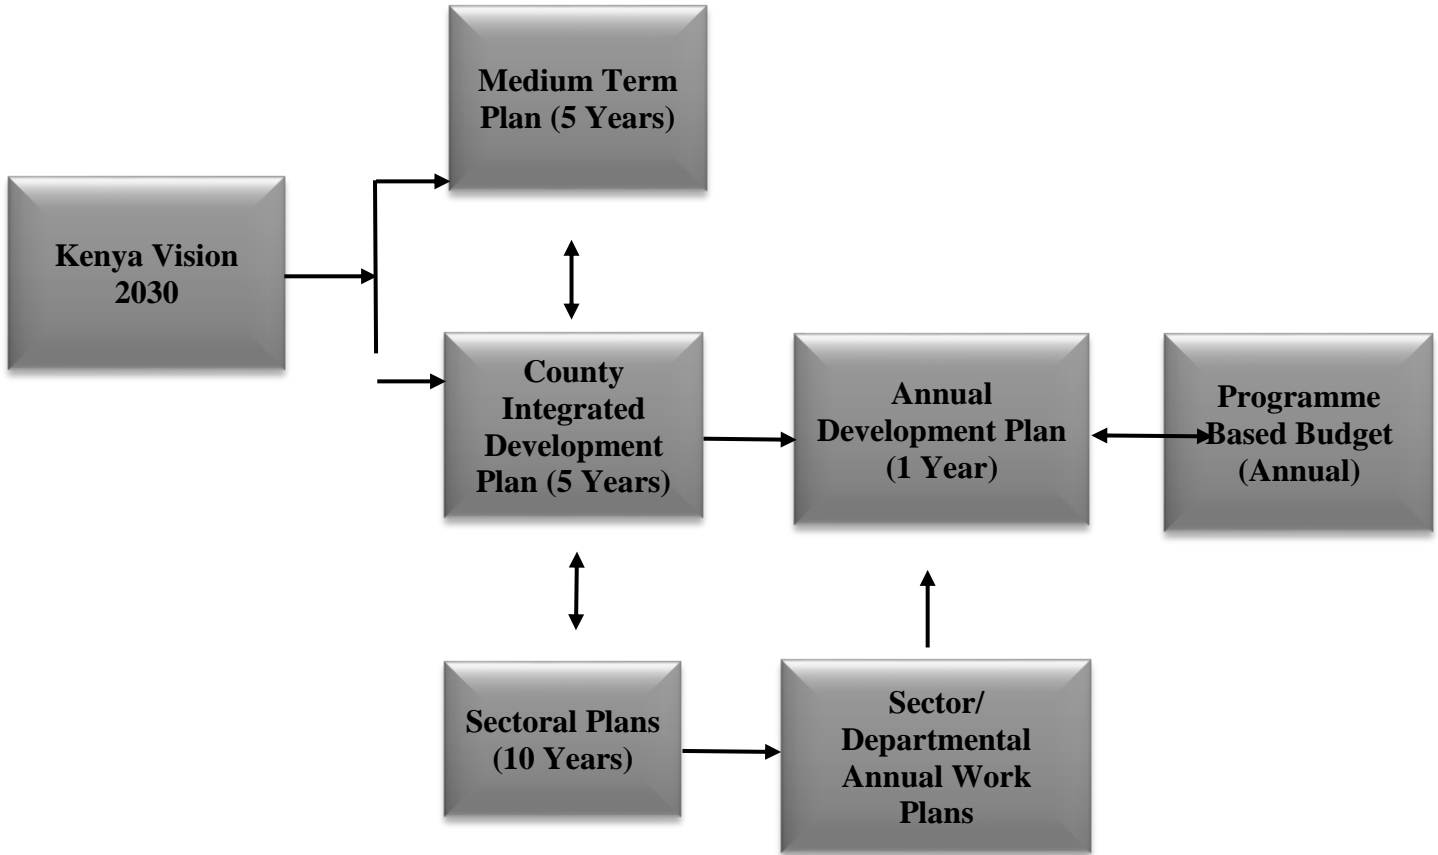 Medium Term
Plan (5 Years)
Kenya Vision
2030
County
Integrated
Development
Plan (5 Years)
Annual
Development Plan
(1 Year)
Programme
Based Budget
(Annual)
Sectoral Plans
(10 Years)
Sector/
Departmental
Annual Work
Plans